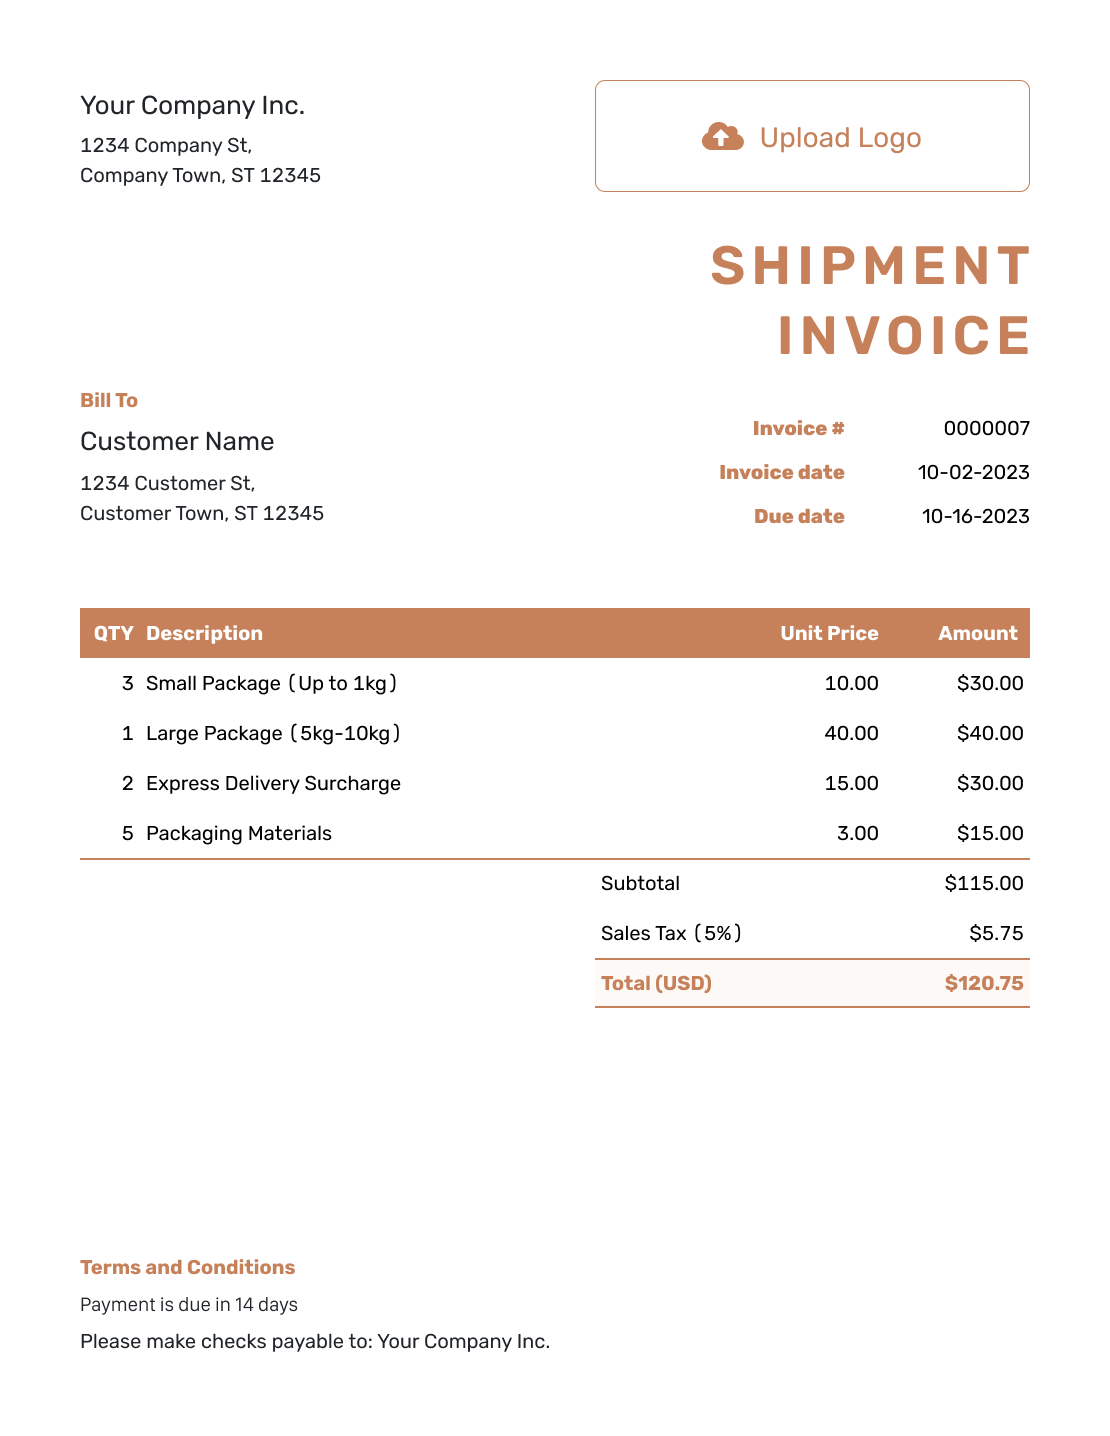 Your Company Inc.
1234 Company St,
Company Town, ST 12345
Upload Logo
SHIPMENT
INVOICE
Bill To
Customer Name
1234 Customer St,
Customer Town, ST 12345
Invoice # 0000007
Invoice date 10-02-2023
Due date 10-16-2023
QTY Description Unit Price Amount
3 Small Package (Up to 1kg) 10.00 $30.00
1 Large Package (5kg-10kg) 40.00 $40.00
2 Express Delivery Surcharge 15.00 $30.00
5 Packaging Materials 3.00 $15.00
Subtotal $115.00
Sales Tax (5%) $5.75
Total (USD) $120.75
Terms and Conditions
Payment is due in 14 days
Please make checks payable to: Your Company Inc.